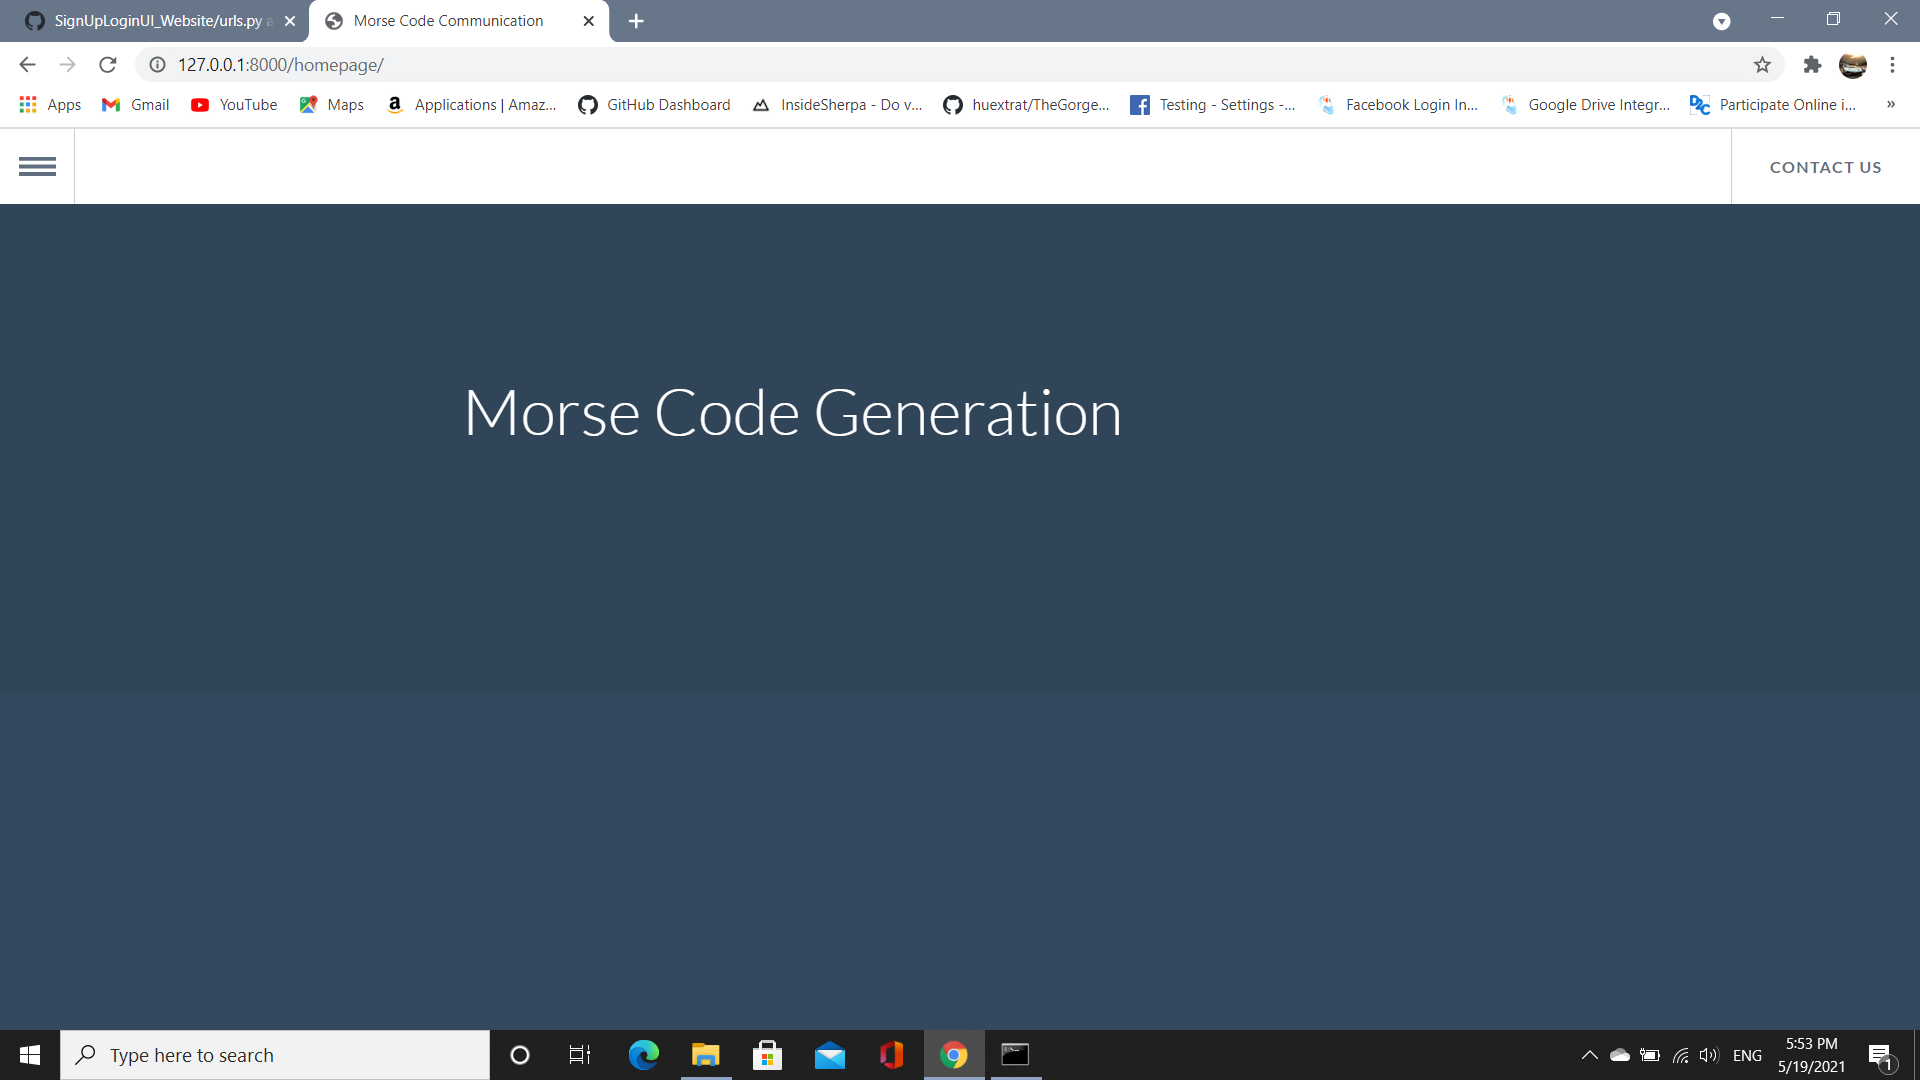 SignUpLoginUI_Website/urls.py a
Morse Code Communication
127.0.0.1:8000/homepage/
Apps
Gmail
YouTube
Maps
Applications | Amaz...
GitHub Dashboard
InsideSherpa - Do v...
huextrat/TheGorge...
Testing - Settings -...
Facebook Login In...
Google Drive Integr...
Participate Online i...
»
CONTACT US
Morse Code Generation
Type here to search
ENG
5:53 PM
5/19/2021
1